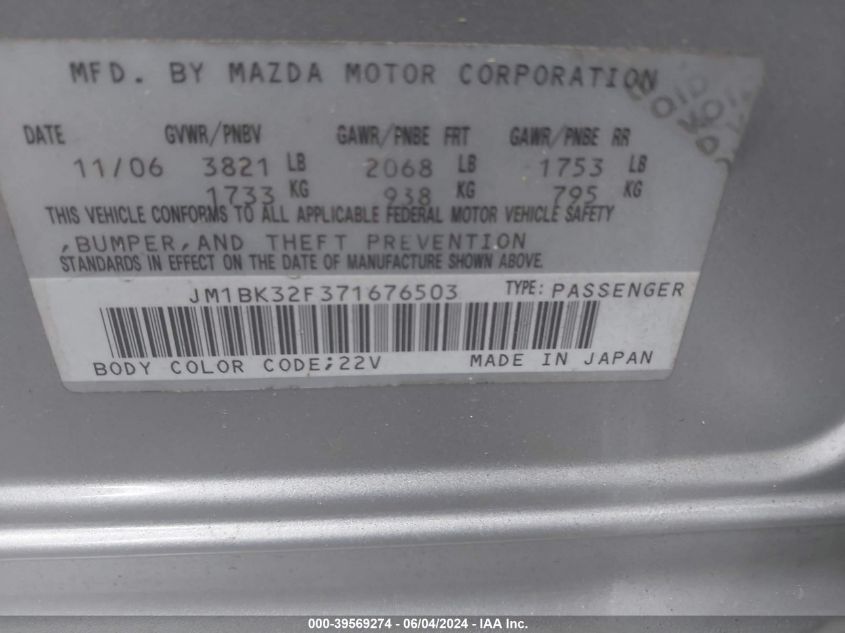 MFD. BY MAZDA MOTOR CORPORATION
DATE GVWR/PNBV GAWR/PNBE FRT GAWR/PNBE RR
11/06 3821 LB 2068 LB 1753 LB
1733 KG 938 KG 795 KG
THIS VEHICLE CONFORMS TO ALL APPLICABLE FEDERAL MOTOR VEHICLE SAFETY
,BUMPER,AND THEFT PREVENTION
STANDARDS IN EFFECT ON THE DATE OF MANUFACTURE SHOWN ABOVE.
JM1BK32F371676503 TYPE: PASSENGER
BODY COLOR CODE;22V MADE IN JAPAN
000-39569274 - 06/04/2024 - IAA Inc.